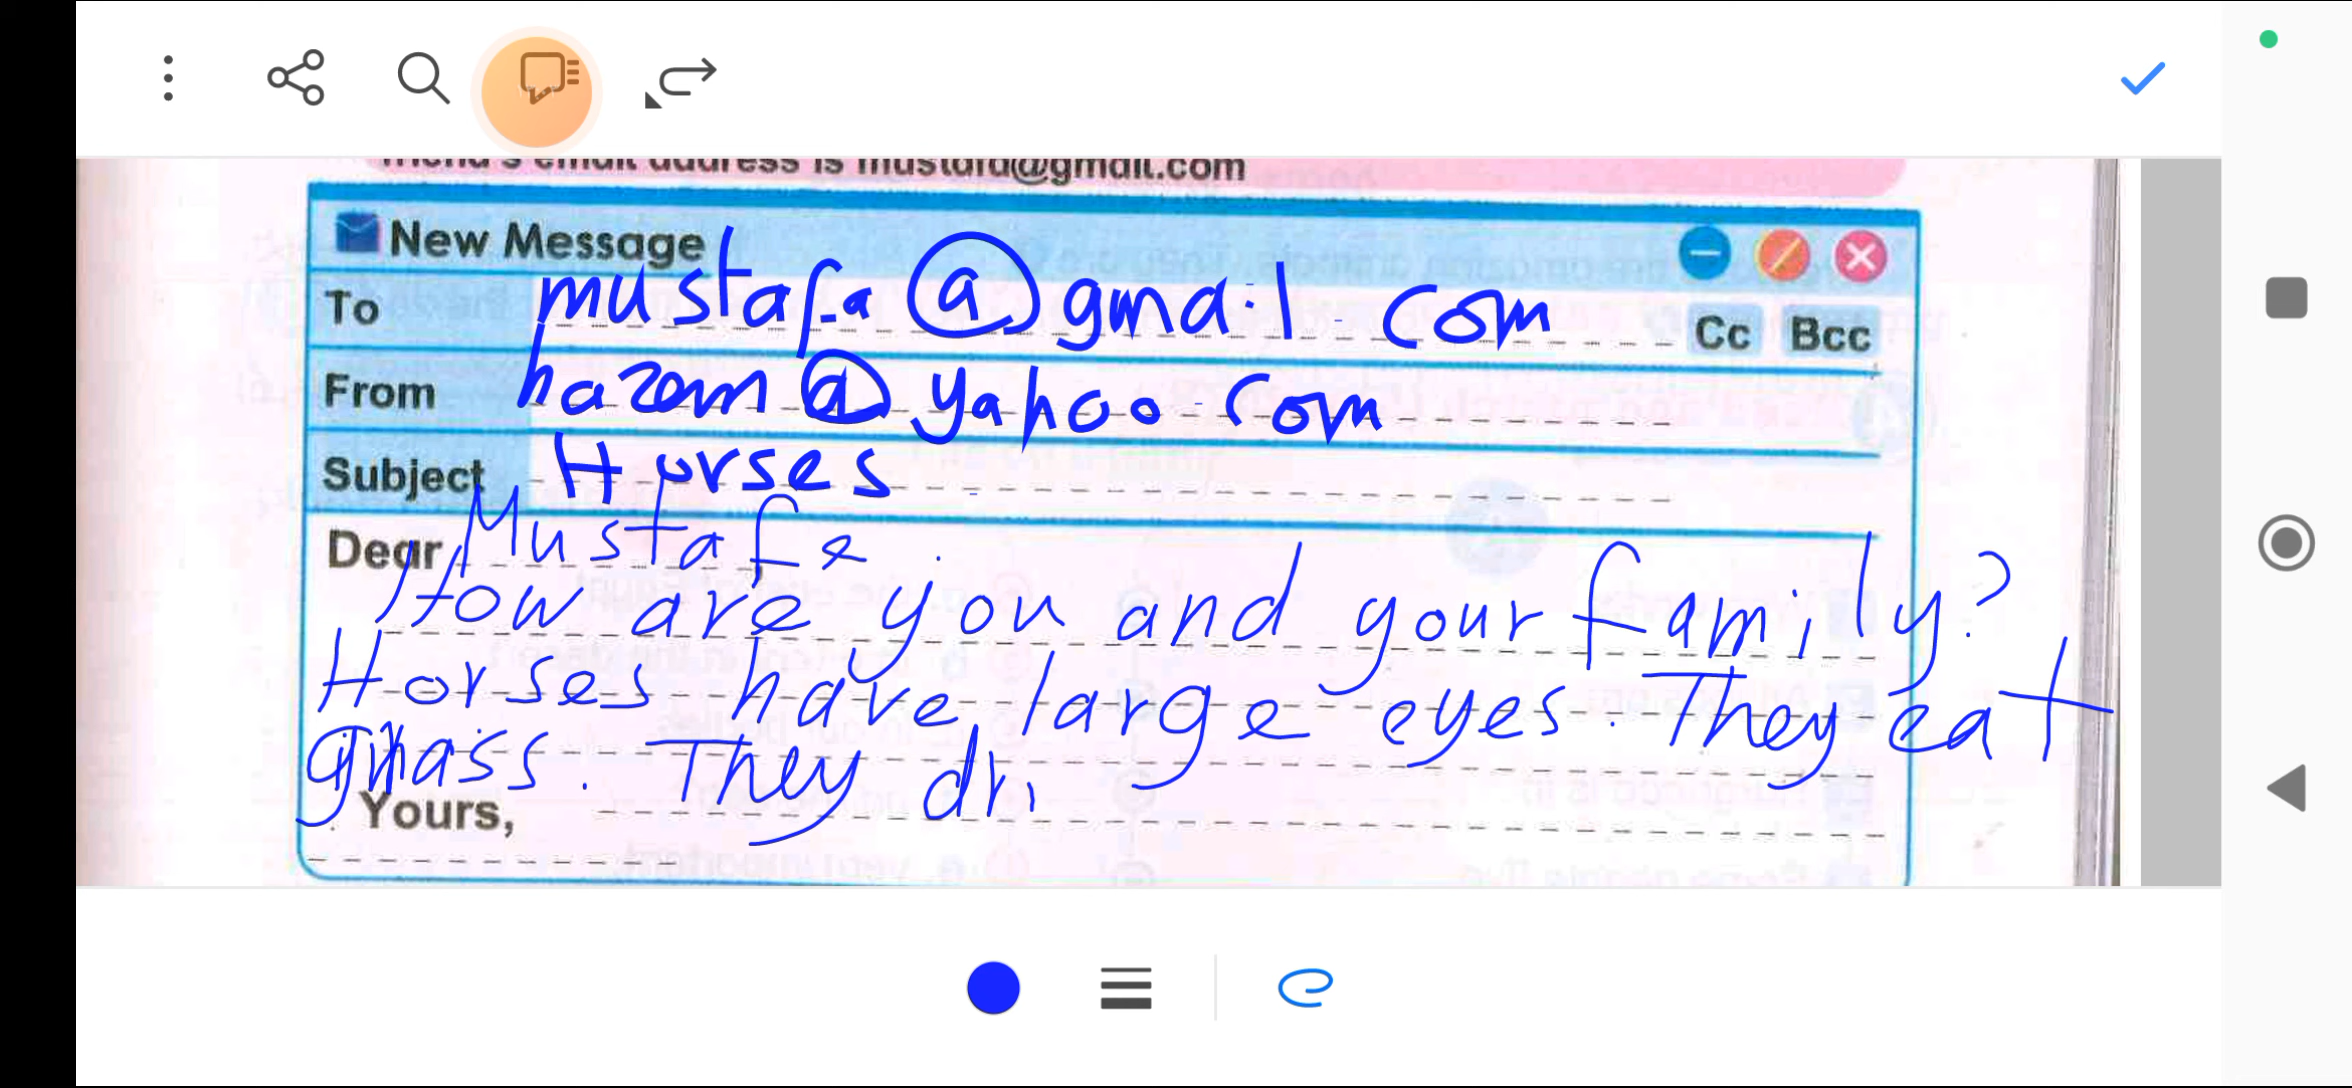 friend's email address is mustafa@gmail.com
New Message
To mustafa @ gmail.com Cc Bcc
From hazem @ yahoo.com
Subject Horses
Dear Mustafa
How are you and your family?
Horses have large eyes. They eat
grass. They dri
Yours,